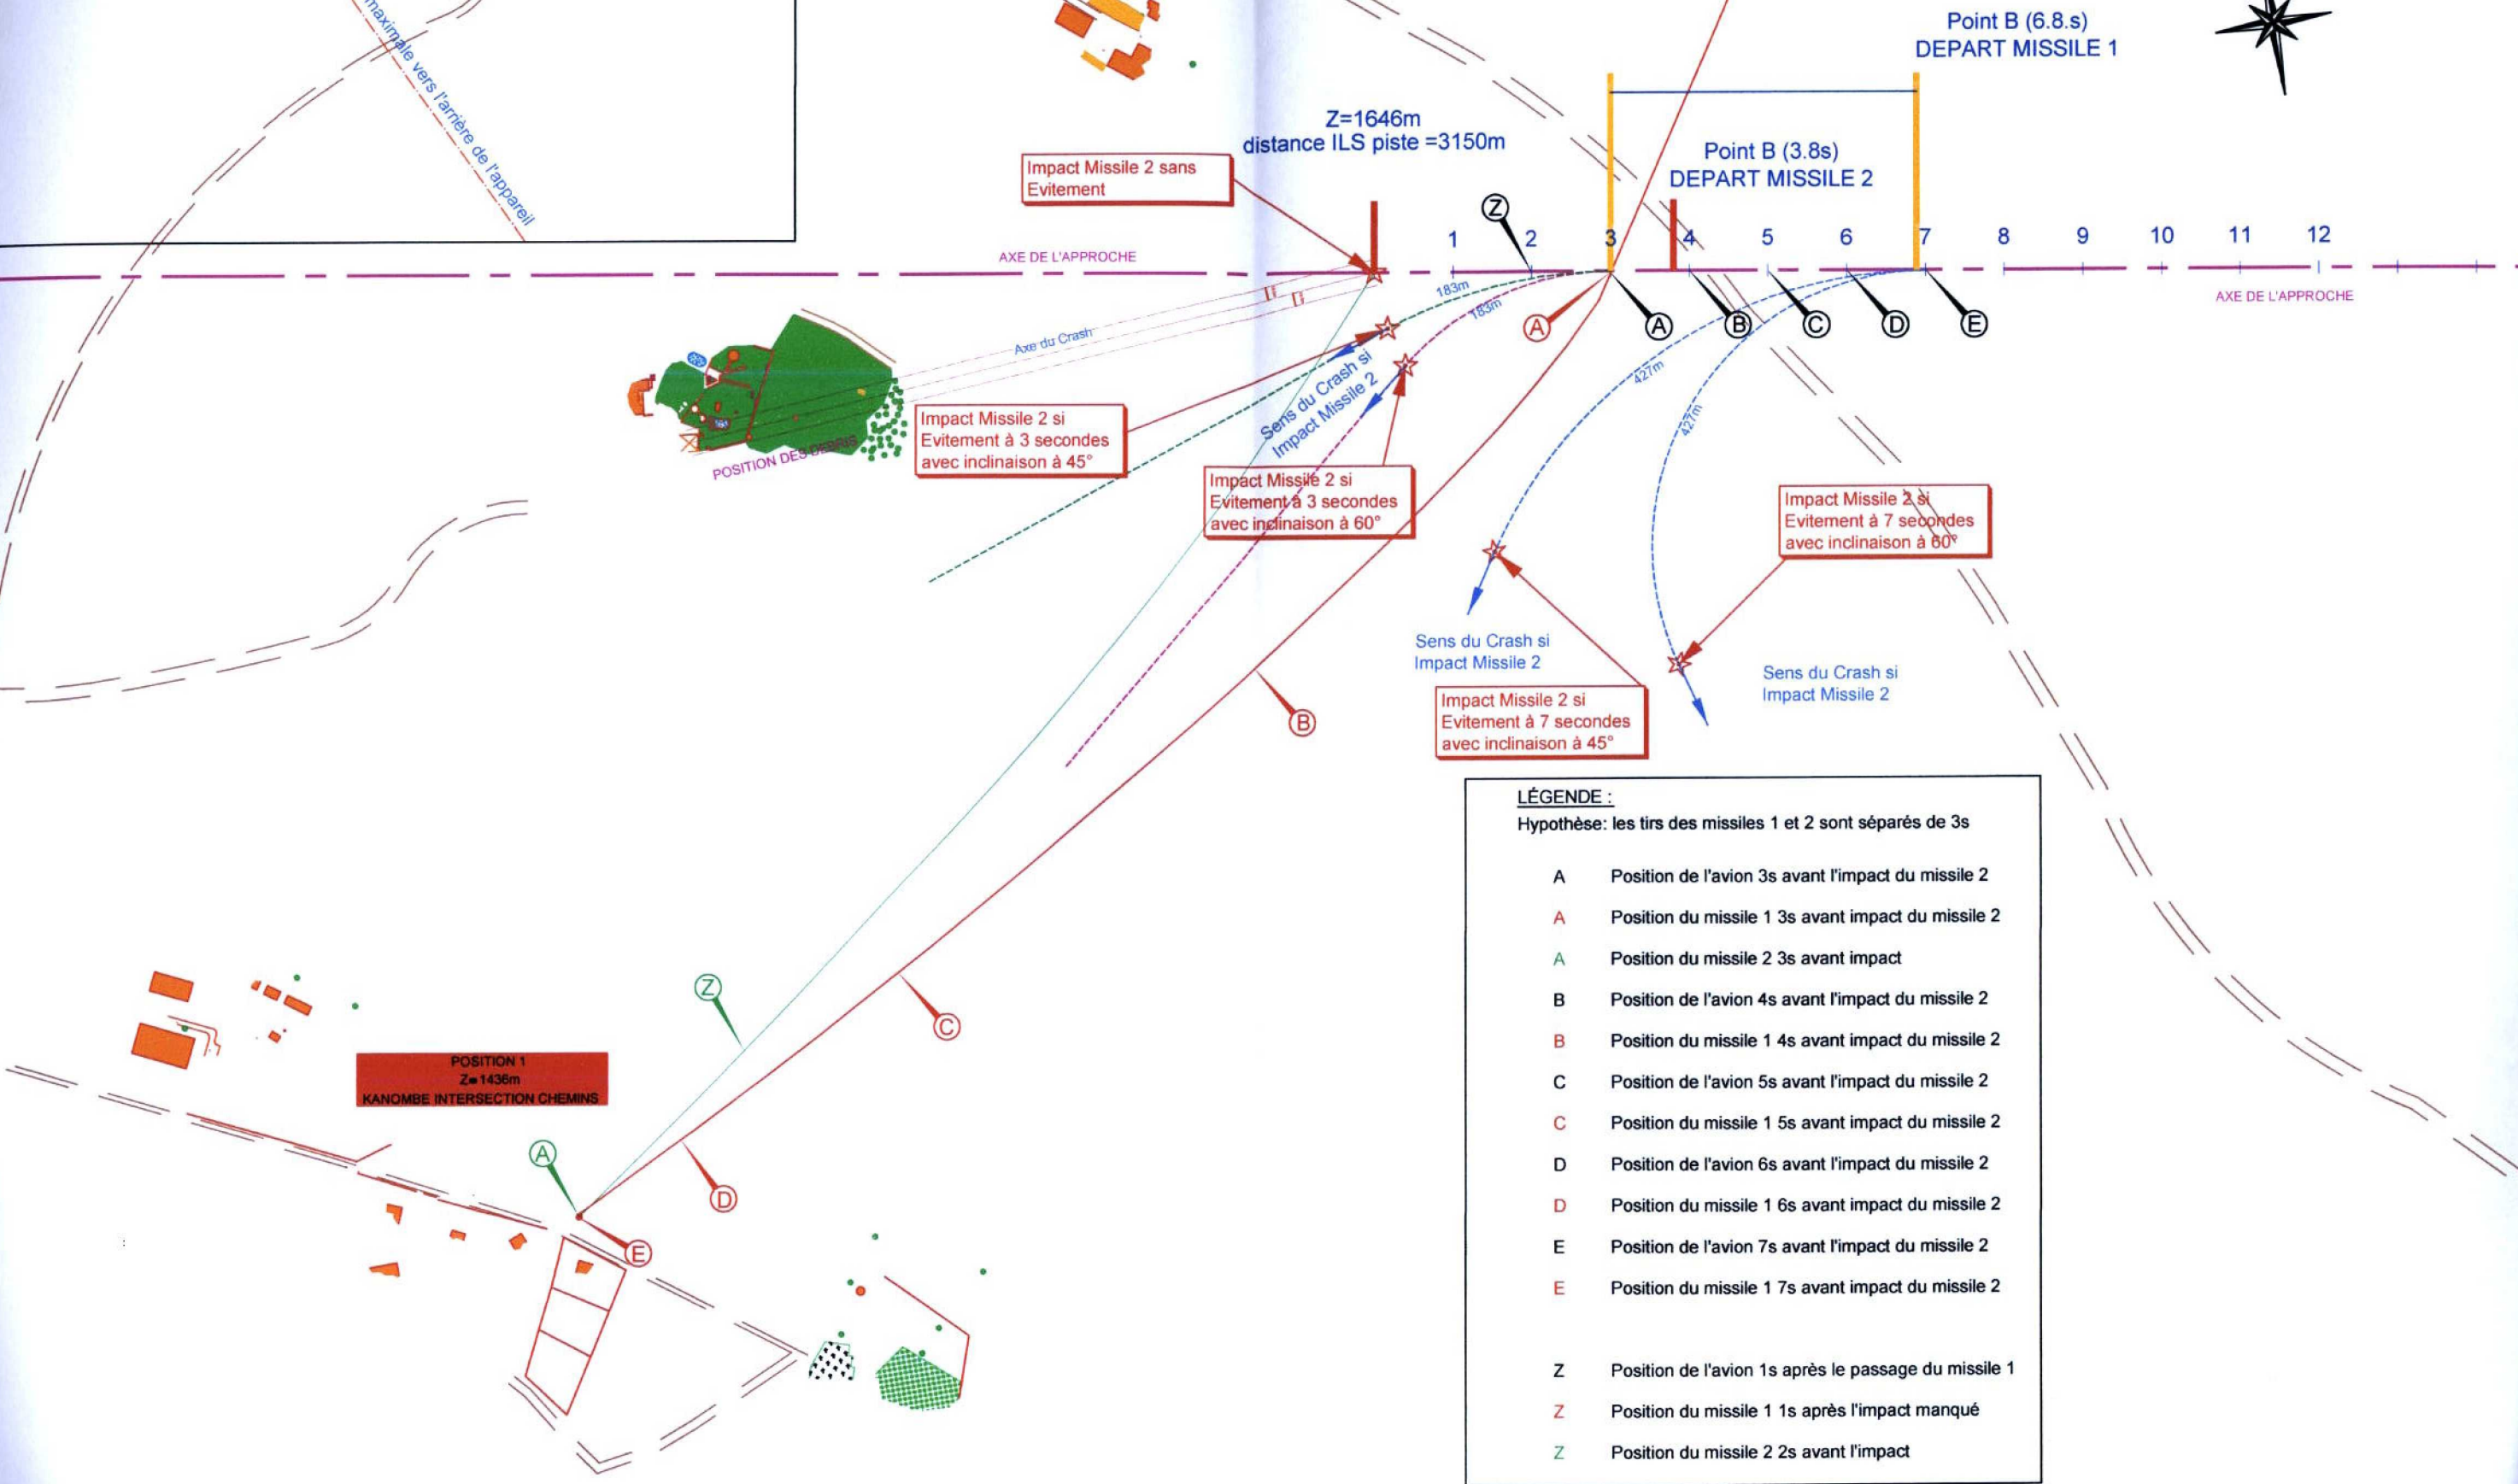 maximale vers l'arrière de l'appareil
Point B (6.8.s)
DEPART MISSILE 1
Z=1646m
distance ILS piste =3150m
Point B (3.8s)
DEPART MISSILE 2
Impact Missile 2 sans
Evitement
Z
1 2 3 4 5 6 7 8 9 10 11 12
AXE DE L'APPROCHE
AXE DE L'APPROCHE
183m
183m
A
A
B
C
D
E
Axe du Crash
Sens du Crash si
Impact Missile 2
427m
427m
POSITION DES DEBRIS
Impact Missile 2 si
Evitement à 3 secondes
avec inclinaison à 45°
Impact Missile 2 si
Evitement à 3 secondes
avec inclinaison à 60°
Impact Missile 2 si
Evitement à 7 secondes
avec inclinaison à 60°
Sens du Crash si
Impact Missile 2
Sens du Crash si
Impact Missile 2
Impact Missile 2 si
Evitement à 7 secondes
avec inclinaison à 45°
B
Z
C
POSITION 1
Z=1436m
KANOMBE INTERSECTION CHEMINS
A
D
E
LÉGENDE :
Hypothèse: les tirs des missiles 1 et 2 sont séparés de 3s
A Position de l'avion 3s avant l'impact du missile 2
A Position du missile 1 3s avant impact du missile 2
A Position du missile 2 3s avant impact
B Position de l'avion 4s avant l'impact du missile 2
B Position du missile 1 4s avant impact du missile 2
C Position de l'avion 5s avant l'impact du missile 2
C Position du missile 1 5s avant impact du missile 2
D Position de l'avion 6s avant l'impact du missile 2
D Position du missile 1 6s avant impact du missile 2
E Position de l'avion 7s avant l'impact du missile 2
E Position du missile 1 7s avant impact du missile 2
Z Position de l'avion 1s après le passage du missile 1
Z Position du missile 1 1s après l'impact manqué
Z Position du missile 2 2s avant l'impact